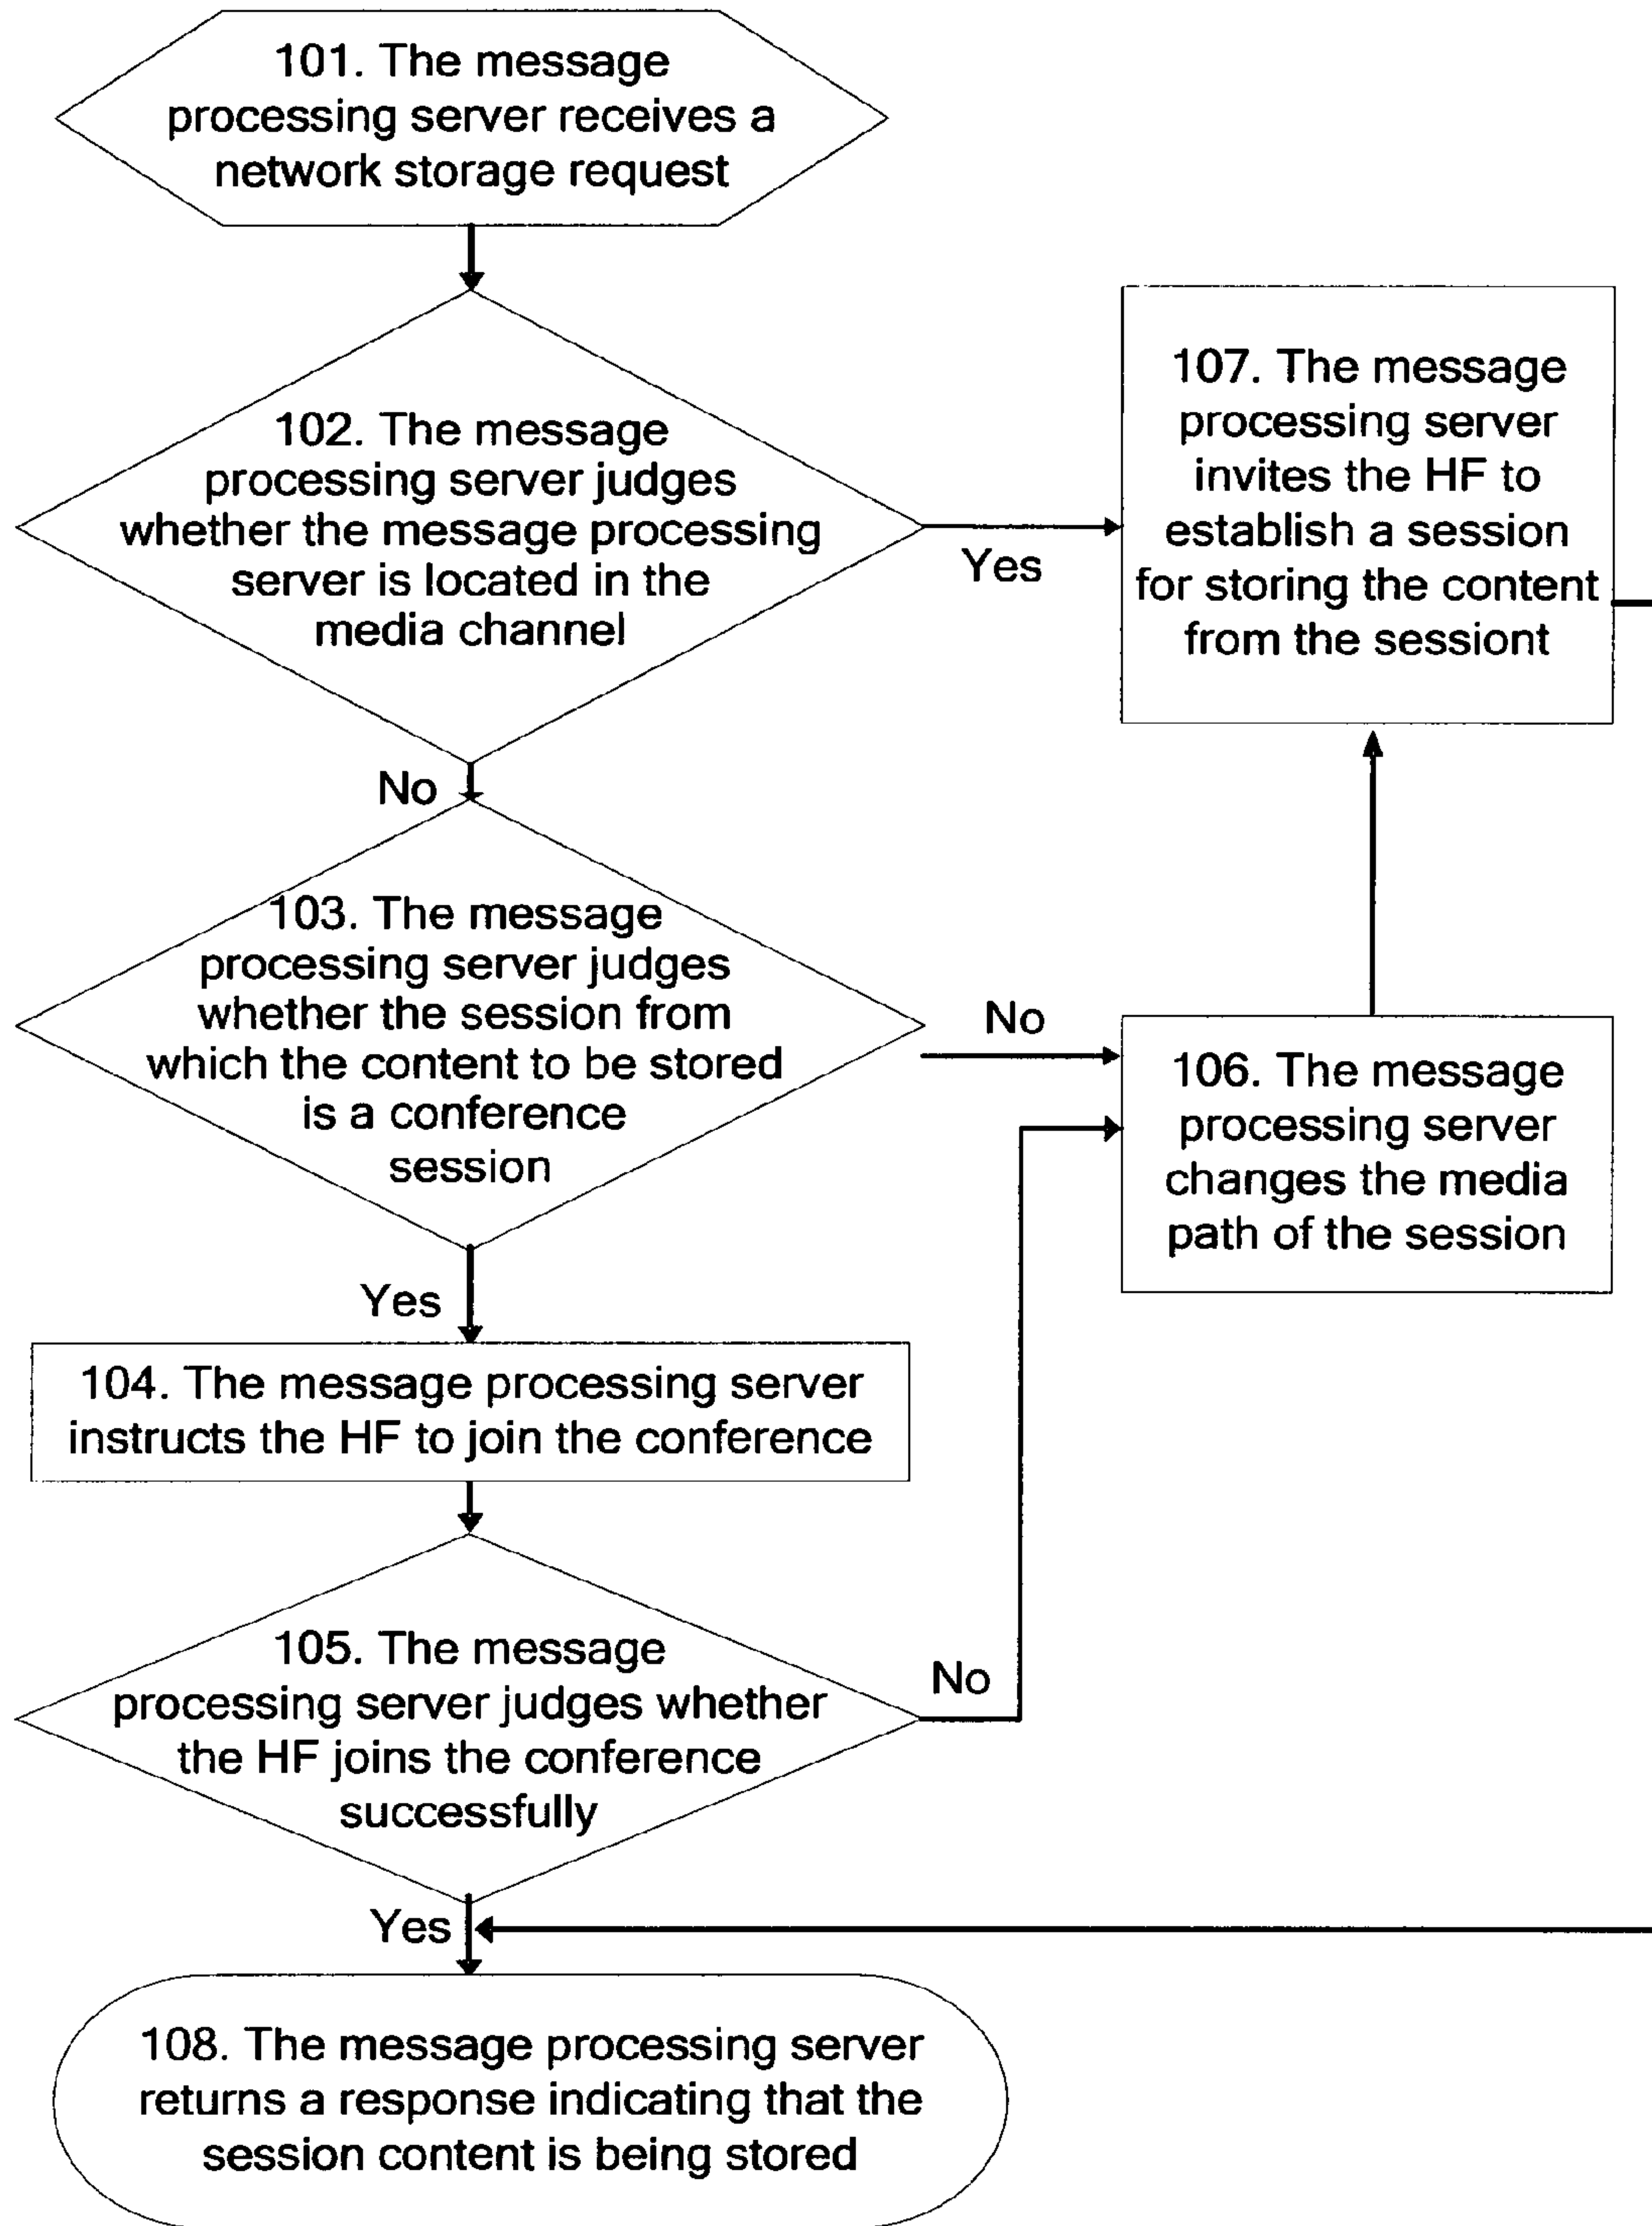 101. The message
processing server receives a
network storage request
102. The message
processing server judges
whether the message processing
server is located in the
media channel
Yes
107. The message
processing server
invites the HF to
establish a session
for storing the content
from the sessiont
No
103. The message
processing server judges
whether the session from
which the content to be stored
is a conference
session
No
106. The message
processing server
changes the media
path of the session
Yes
104. The message processing server
instructs the HF to join the conference
105. The message
processing server judges whether
the HF joins the conference
successfully
No
Yes
108. The message processing server
returns a response indicating that the
session content is being stored